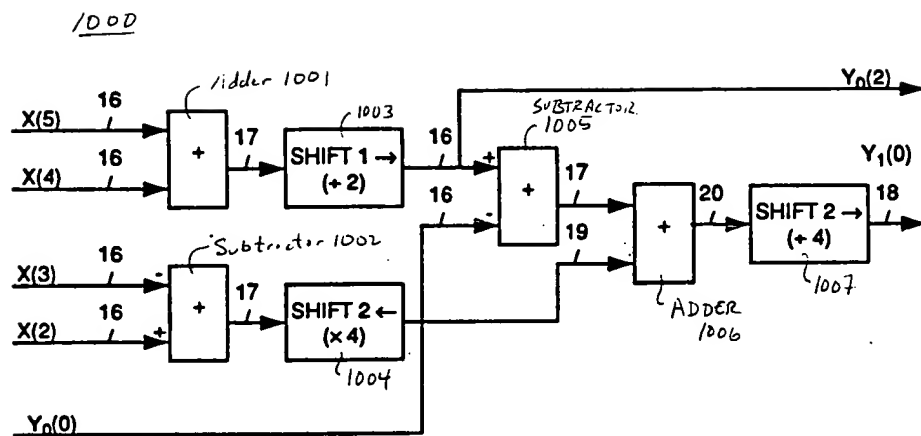 1000
Adder 1001
X(5) 16
X(4) 16
+
17
1003
SHIFT 1 →
(÷ 2)
16
Y₀(2)
SUBTRACTOR
1005
+
-
+
16
17
Y₁(0)
Subtractor 1002
X(3) 16 -
X(2) 16 +
+
17
SHIFT 2 ←
(× 4)
1004
19
+
ADDER
1006
20
SHIFT 2 →
(÷ 4)
1007
18
Y₀(0)